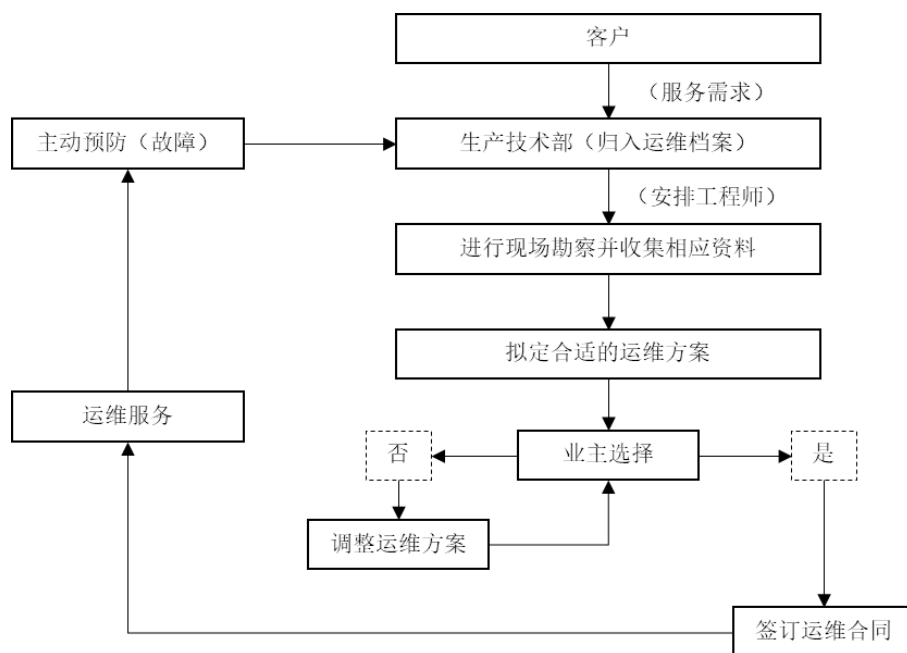 客户
（服务需求）
主动预防（故障）
生产技术部（归入运维档案）
（安排工程师）
进行现场勘察并收集相应资料
拟定合适的运维方案
运维服务
否
业主选择
是
调整运维方案
签订运维合同